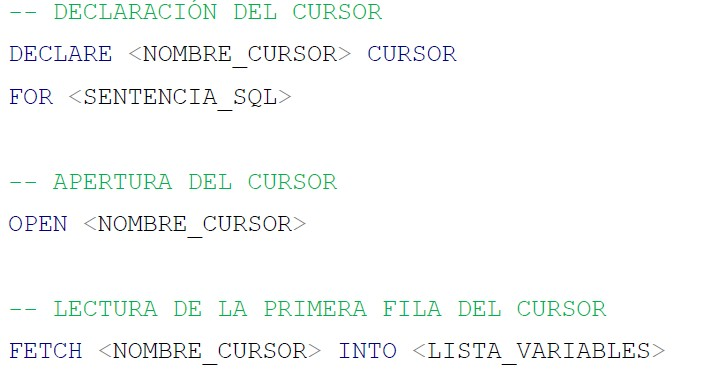 -- DECLARACIÓN DEL CURSOR
DECLARE <NOMBRE_CURSOR> CURSOR
FOR <SENTENCIA_SQL>
-- APERTURA DEL CURSOR
OPEN <NOMBRE_CURSOR>
-- LECTURA DE LA PRIMERA FILA DEL CURSOR
FETCH <NOMBRE_CURSOR> INTO <LISTA_VARIABLES>